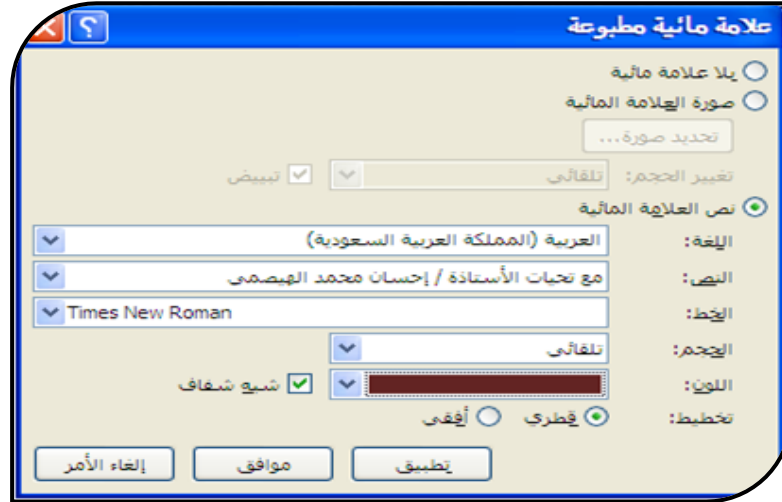 علامة مائية مطبوعة
بلا علامة مائية
صورة العلامة المائية
تحديد صورة...
تغيير الحجم: تلقائي تبييض
نص العلامة المائية
اللغة: العربية (المملكة العربية السعودية)
النص: مع تحيات الأستاذة / إحسان محمد الهيصمي
الخط: Times New Roman
الحجم: تلقائي
اللون: شبه شفاف
تخطيط: قطري أفقي
تطبيق موافق إلغاء الأمر